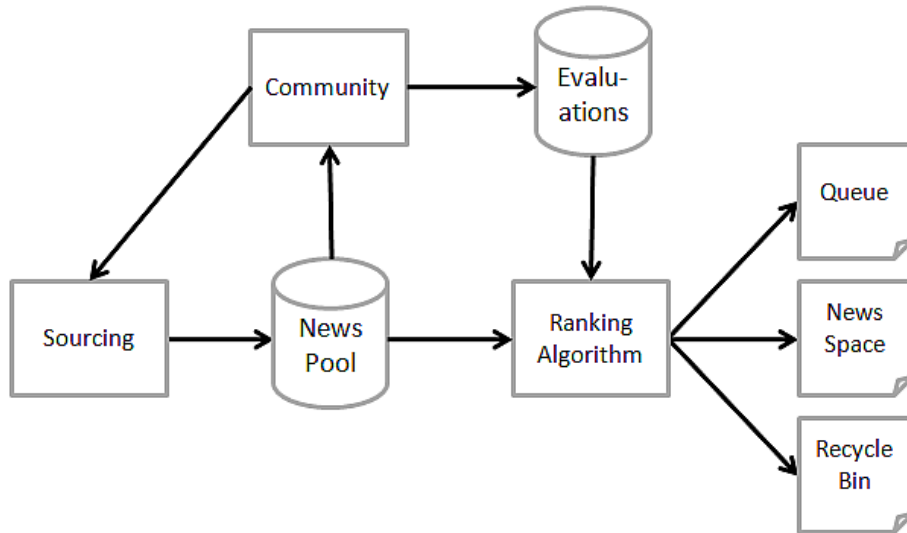 Community
Evalu-
ations
Queue
Sourcing
News
Pool
Ranking
Algorithm
News
Space
Recycle
Bin